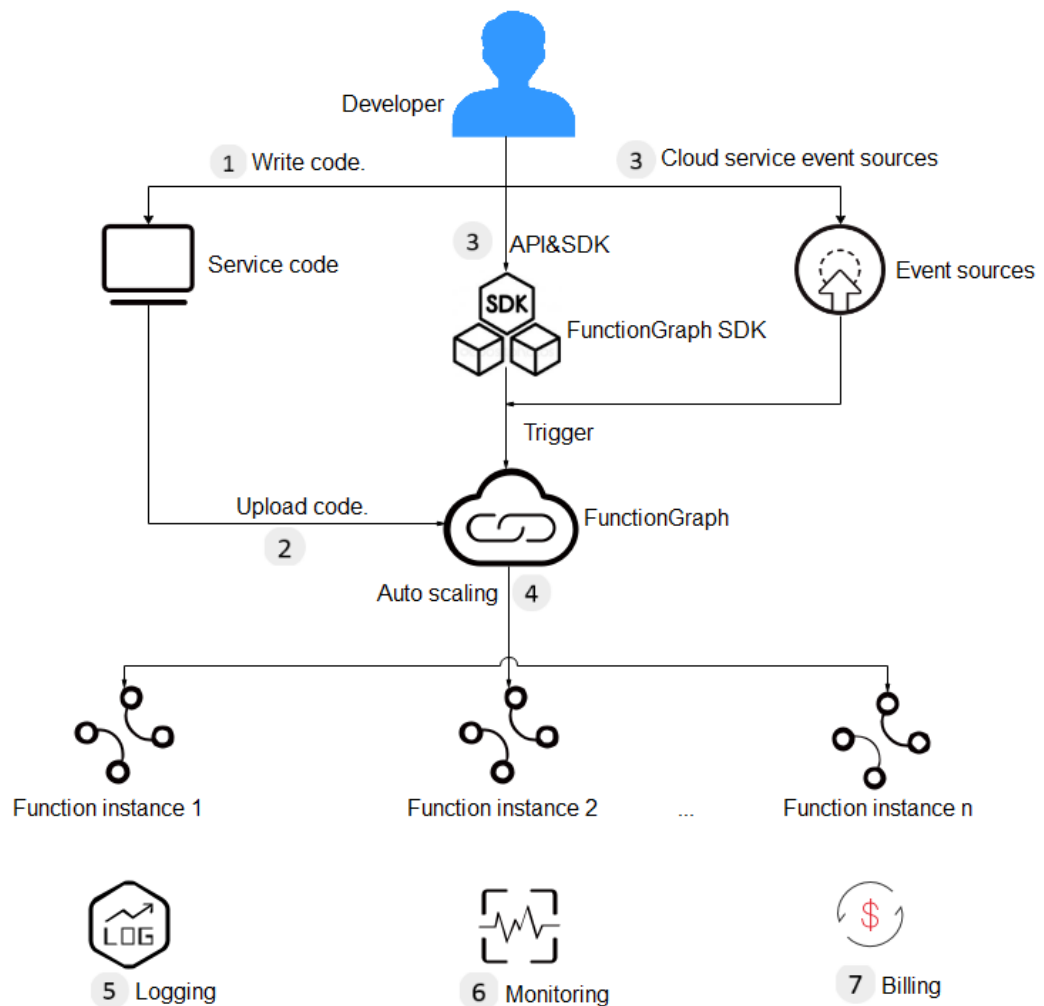 Developer
1 Write code.
3 Cloud service event sources
3 API&SDK
Service code
Event sources
SDK
FunctionGraph SDK
Trigger
Upload code.
2
FunctionGraph
Auto scaling 4
Function instance 1
Function instance 2
...
Function instance n
LOG
$
5 Logging
6 Monitoring
7 Billing